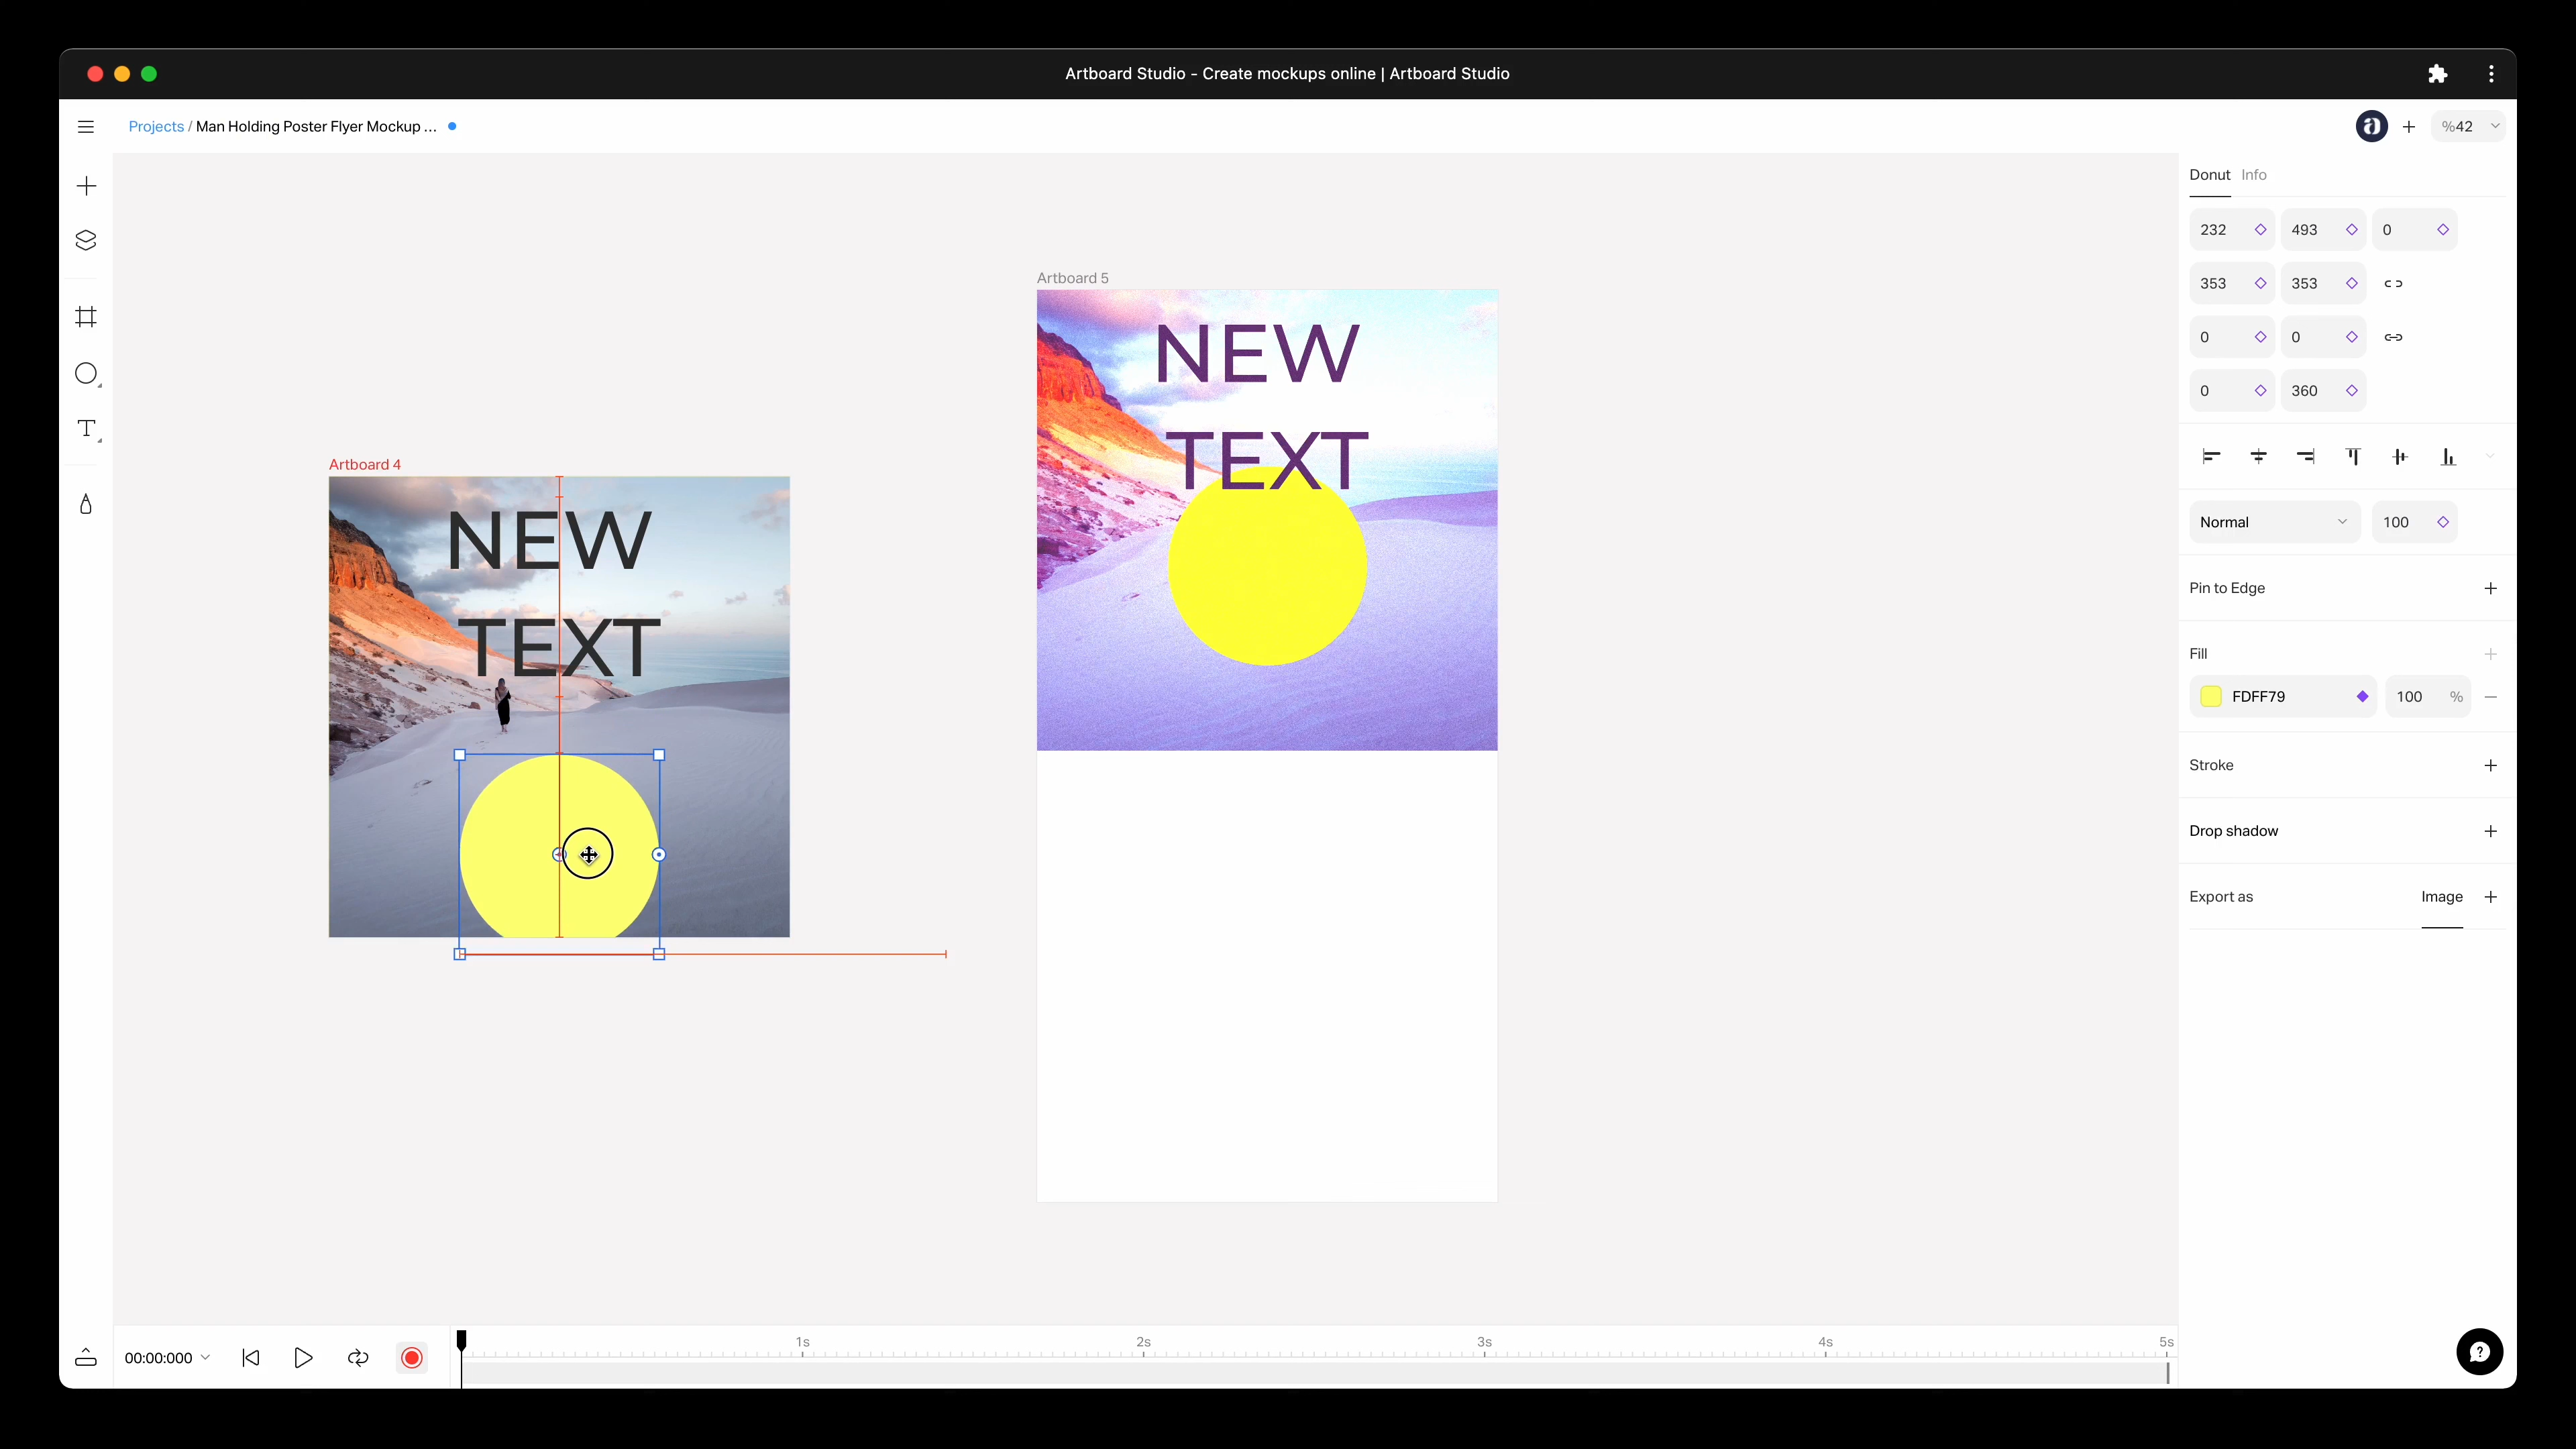 Artboard Studio - Create mockups online | Artboard Studio
Projects / Man Holding Poster Flyer Mockup ...
%42
Donut Info
232 493 0
353 353
0 0
0 360
Normal 100
Pin to Edge
Fill
FDFF79 100 %
Stroke
Drop shadow
Export as Image
Artboard 5
NEW
TEXT
Artboard 4
NEW
TEXT
00:00:000
1s 2s 3s 4s 5s